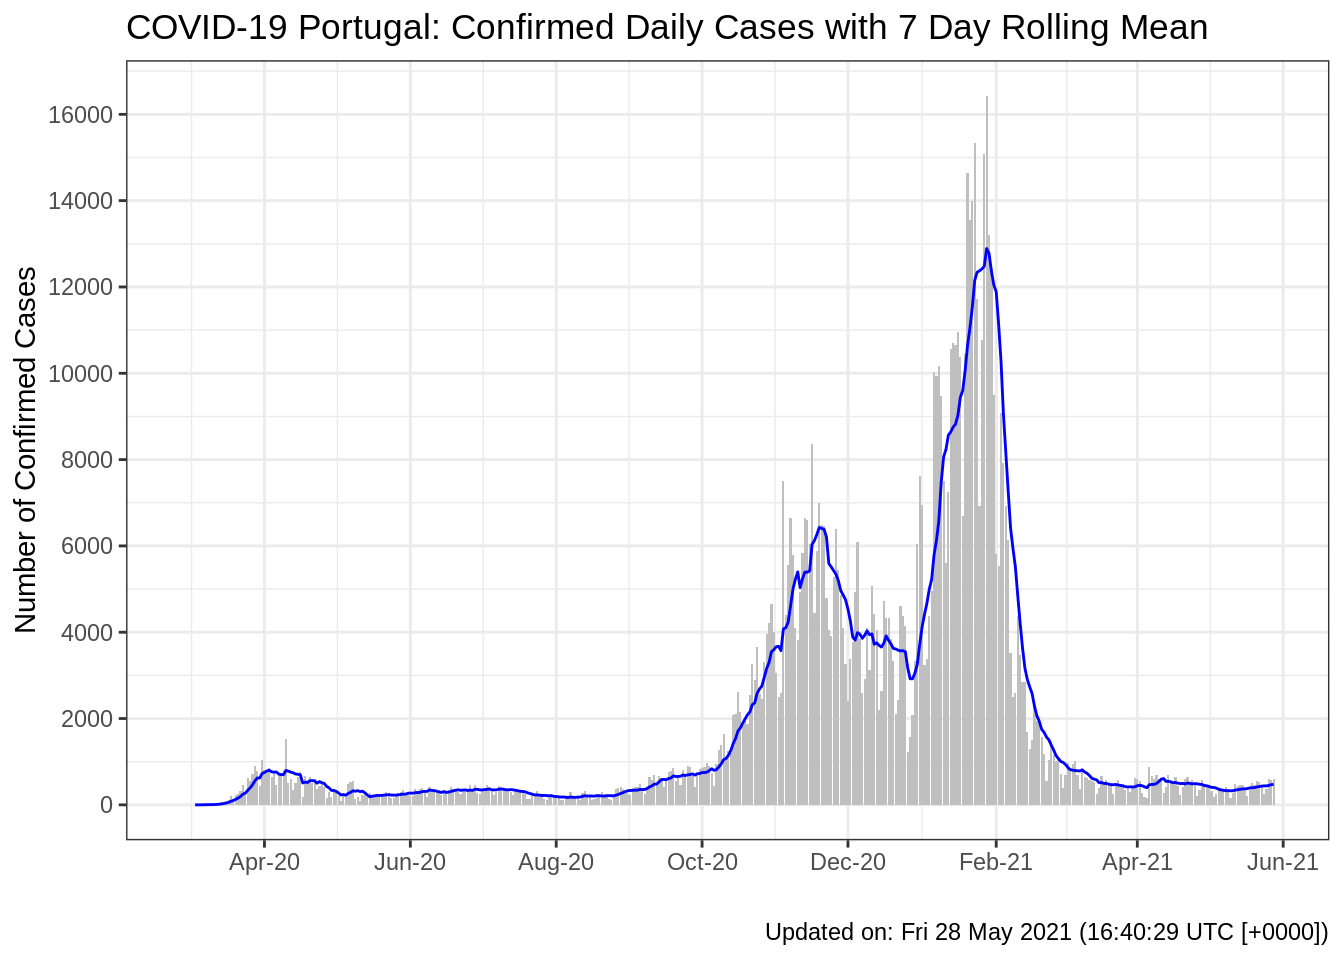 COVID-19 Portugal: Confirmed Daily Cases with 7 Day Rolling Mean
Number of Confirmed Cases
16000
14000
12000
10000
8000
6000
4000
2000
0
Apr-20 Jun-20 Aug-20 Oct-20 Dec-20 Feb-21 Apr-21 Jun-21
Updated on: Fri 28 May 2021 (16:40:29 UTC [+0000])